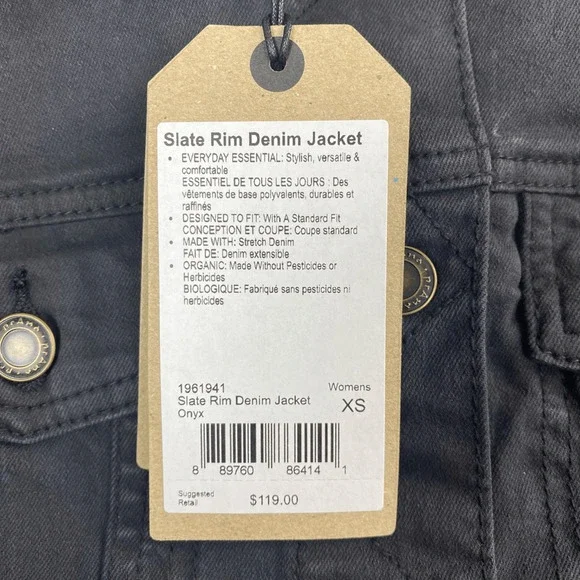 Slate Rim Denim Jacket
• EVERYDAY ESSENTIAL: Stylish, versatile &
comfortable
ESSENTIEL DE TOUS LES JOURS : Des
vêtements de base polyvalents, durables et
raffinés
• DESIGNED TO FIT: With A Standard Fit
CONCEPTION ET COUPE: Coupe standard
• MADE WITH: Stretch Denim
FAIT DE: Denim extensible
• ORGANIC: Made Without Pesticides or
Herbicides
BIOLOGIQUE: Fabriqué sans pesticides ni
herbicides
1961941 Womens
Slate Rim Denim Jacket XS
Onyx
8 89760 86414 1
Suggested
Retail $119.00
PRANA